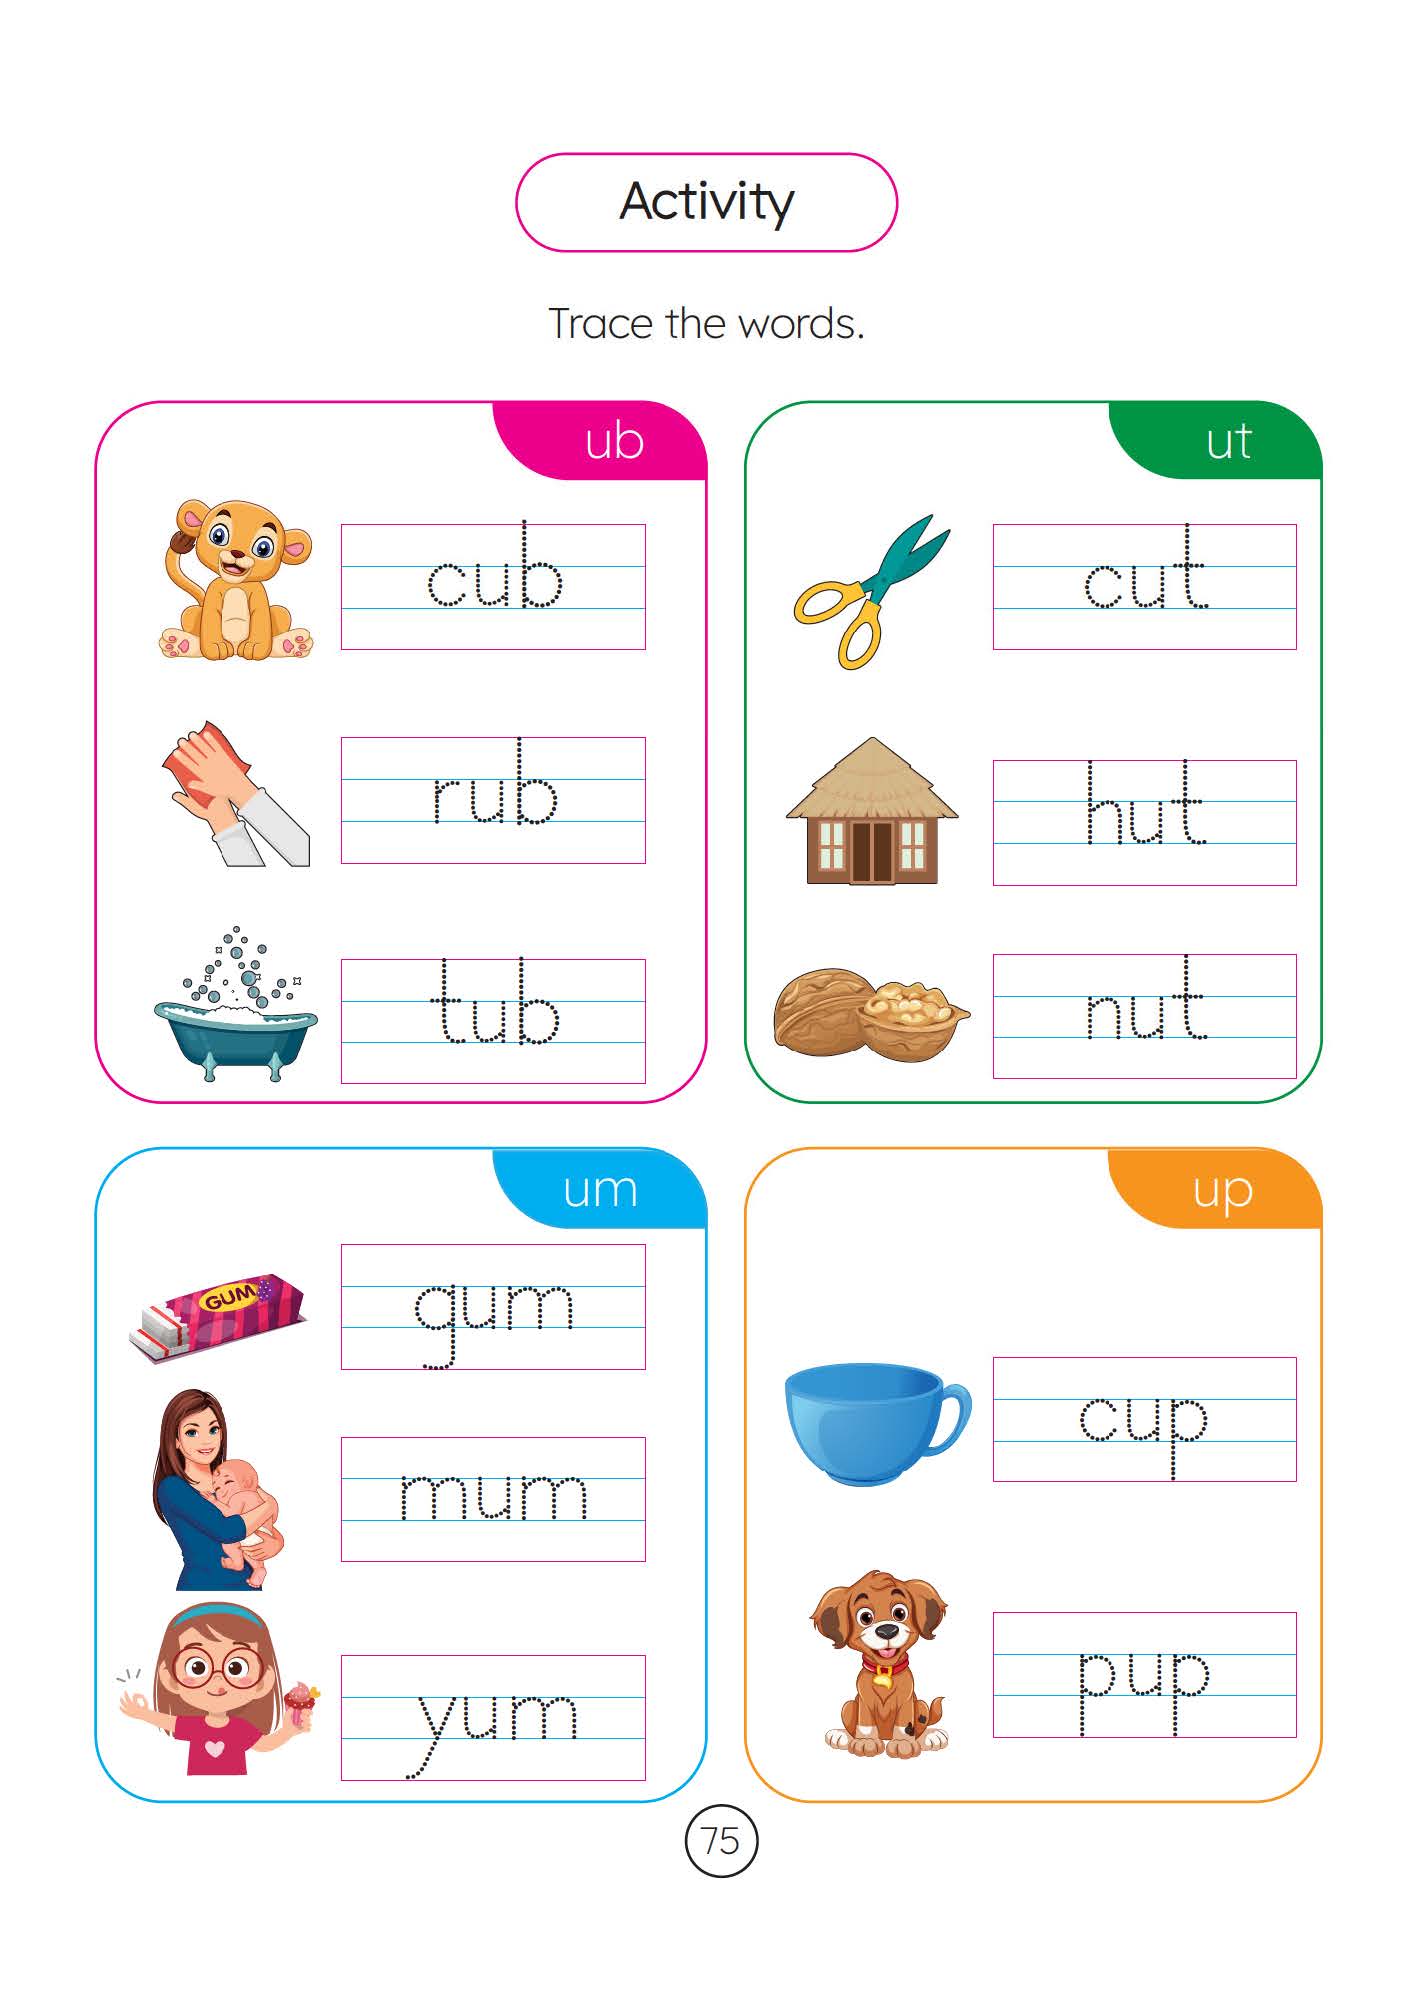 Activity
Trace the words.
ub
cub
rub
tub
ut
cut
hut
nut
um
GUM
gum
mum
yum
up
cup
pup
75